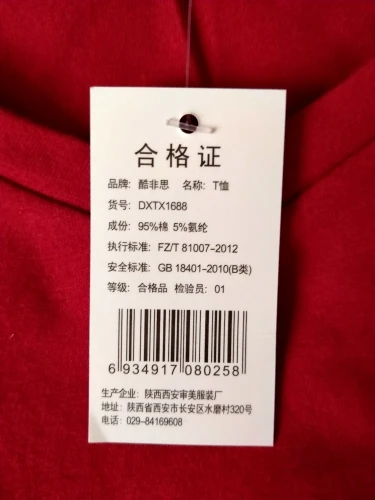 合格证
品牌: 酷非思 名称: T恤
货号: DXTX1688
成份: 95%棉 5%氨纶
执行标准: FZ/T 81007-2012
安全标准: GB 18401-2010(B类)
等级: 合格品 检验员: 01
6 934917 080258
生产企业: 陕西西安审美服装厂
地址: 陕西省西安市长安区水磨村320号
电话: 029-84169608